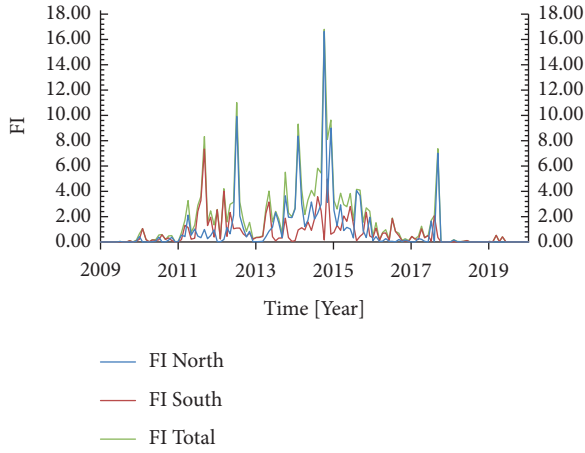 18.00 18.00
16.00 16.00
14.00 14.00
12.00 12.00
10.00 10.00
FI
8.00 8.00
6.00 6.00
4.00 4.00
2.00 2.00
0.00 0.00
2009 2011 2013 2015 2017 2019
Time [Year]
FI North
FI South
FI Total